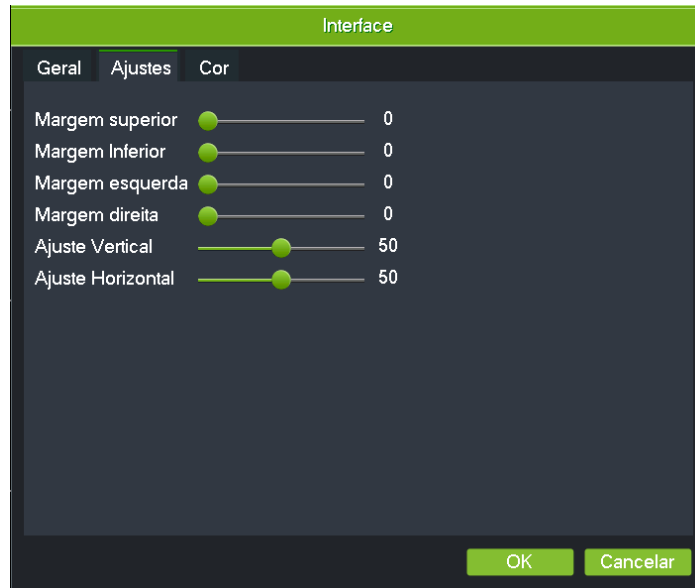 Interface
Geral Ajustes Cor
Margem superior 0
Margem Inferior 0
Margem esquerda 0
Margem direita 0
Ajuste Vertical 50
Ajuste Horizontal 50
OK Cancelar